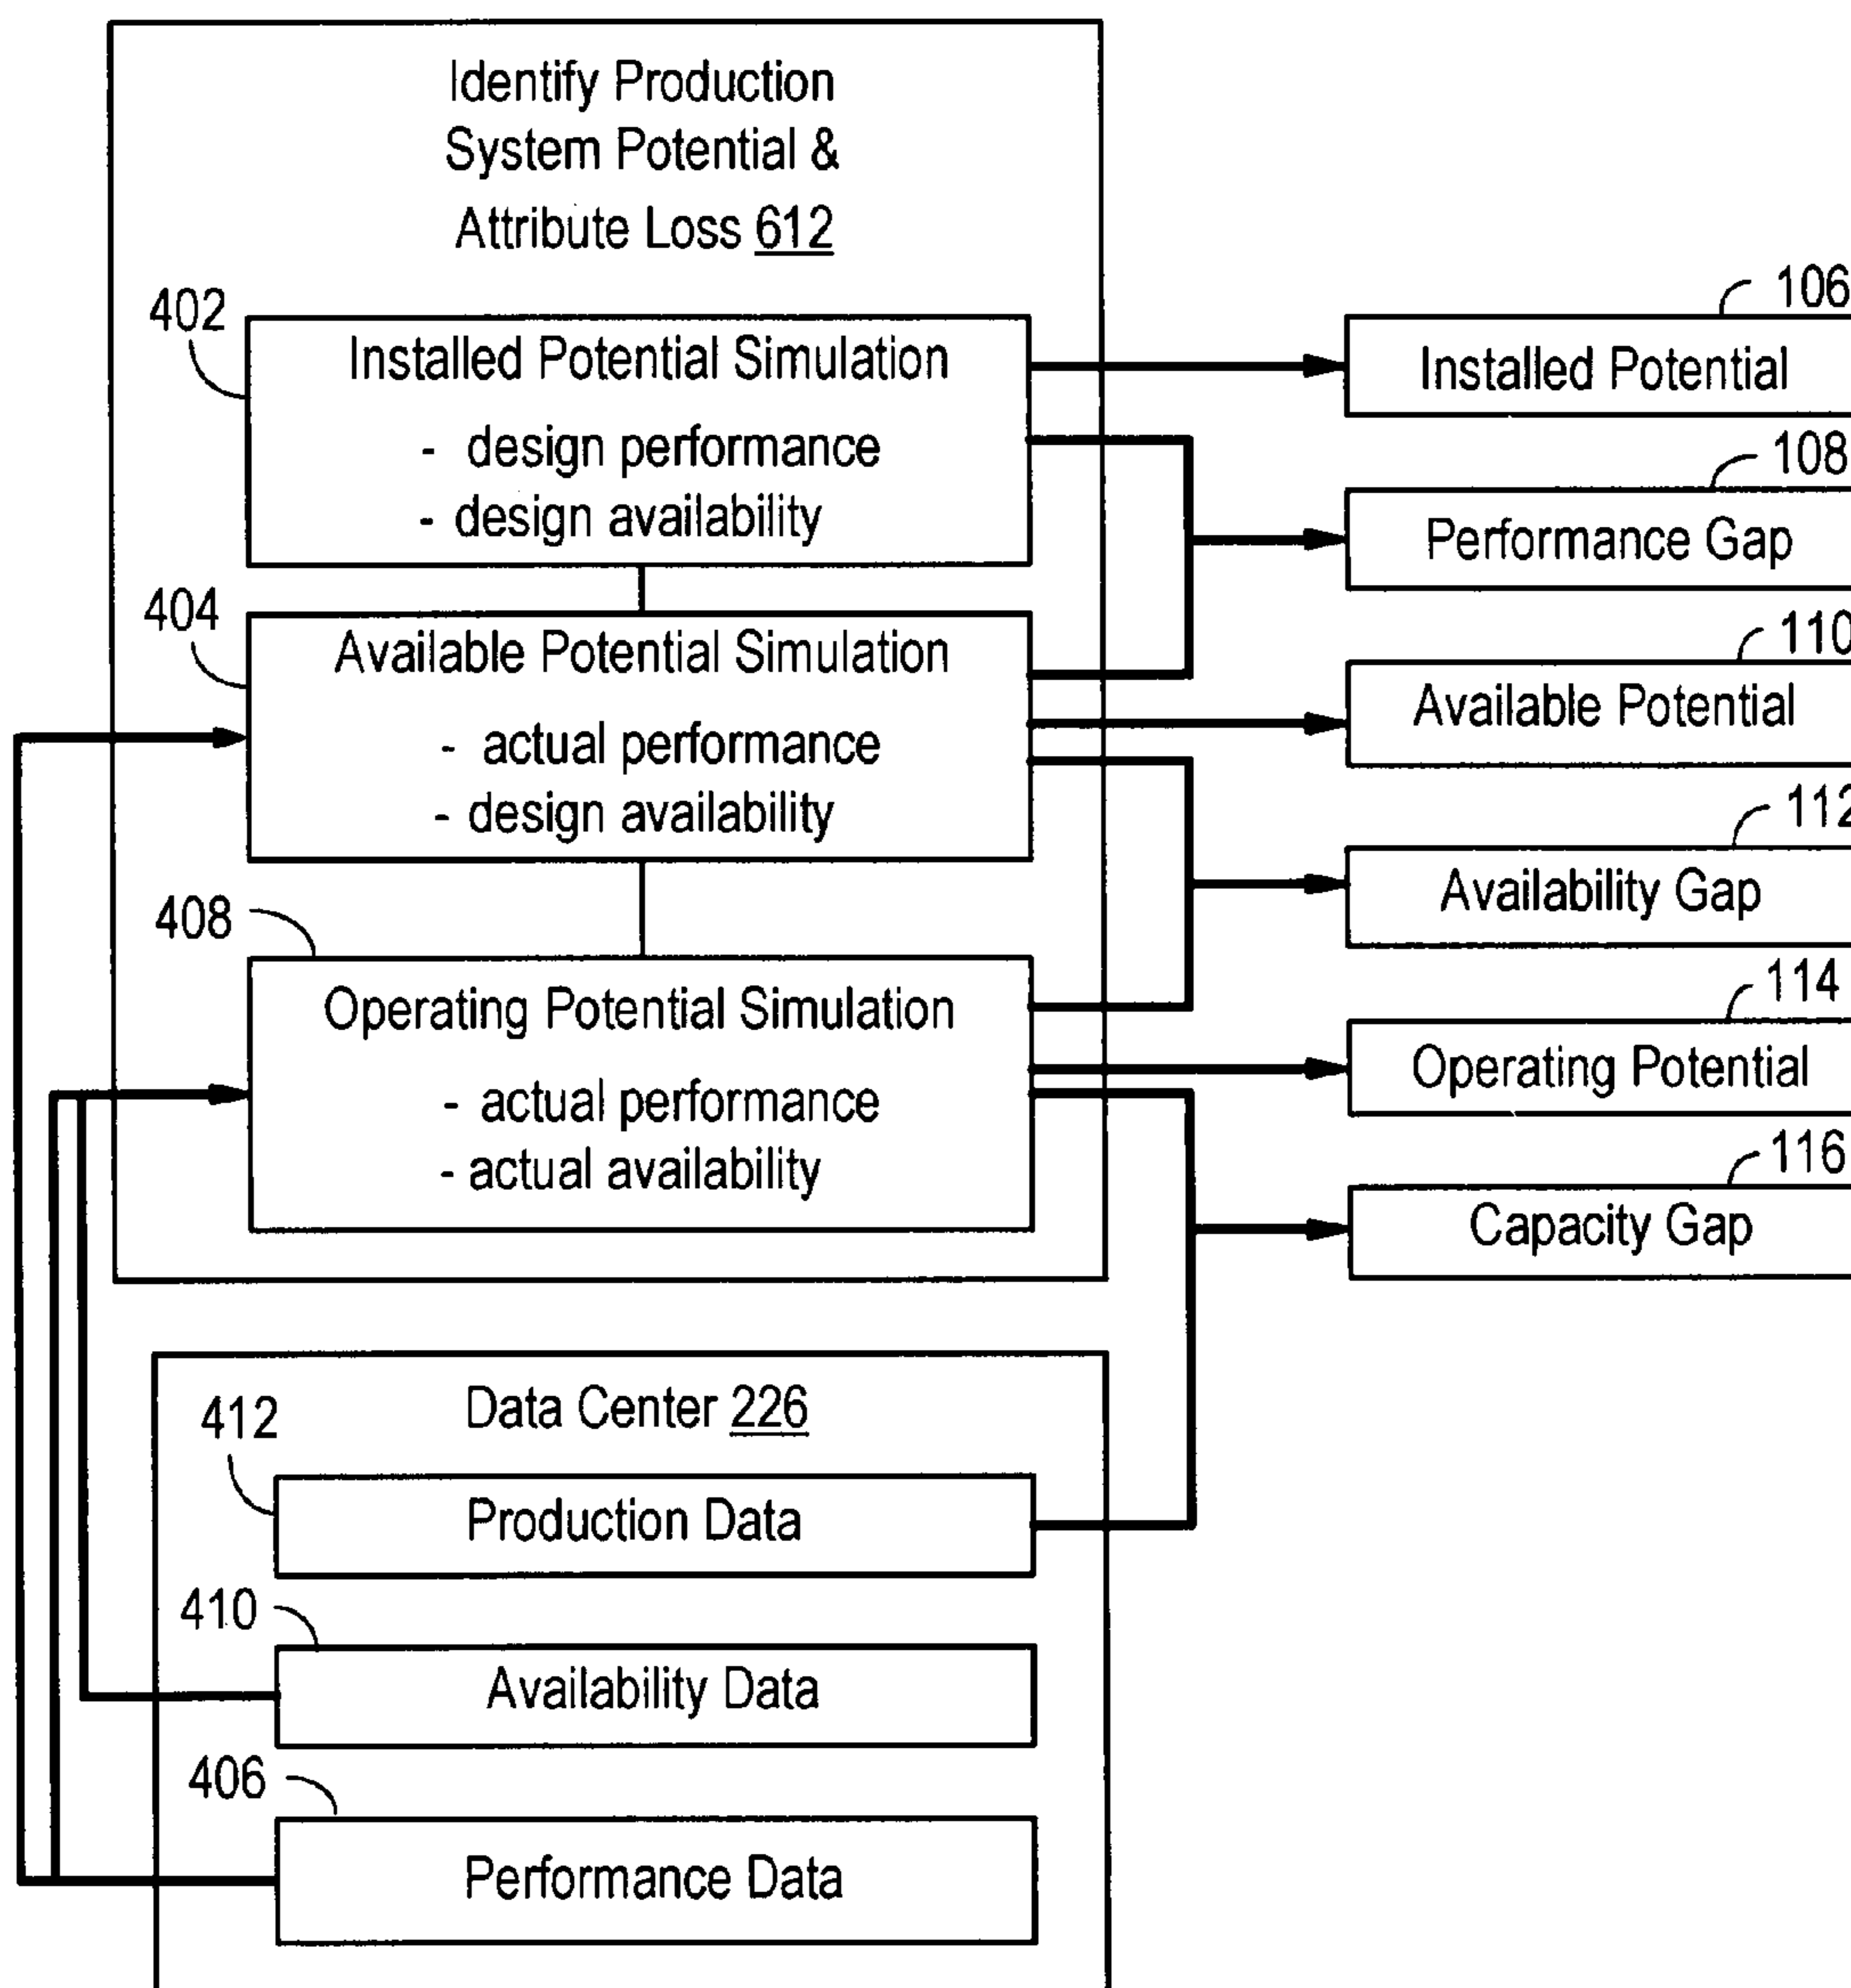 Identify Production
System Potential &
Attribute Loss 612
402
Installed Potential Simulation
- design performance
- design availability
404
Available Potential Simulation
- actual performance
- design availability
408
Operating Potential Simulation
- actual performance
- actual availability
106
Installed Potential
108
Performance Gap
110
Available Potential
112
Availability Gap
114
Operating Potential
116
Capacity Gap
Data Center 226
412
Production Data
410
Availability Data
406
Performance Data